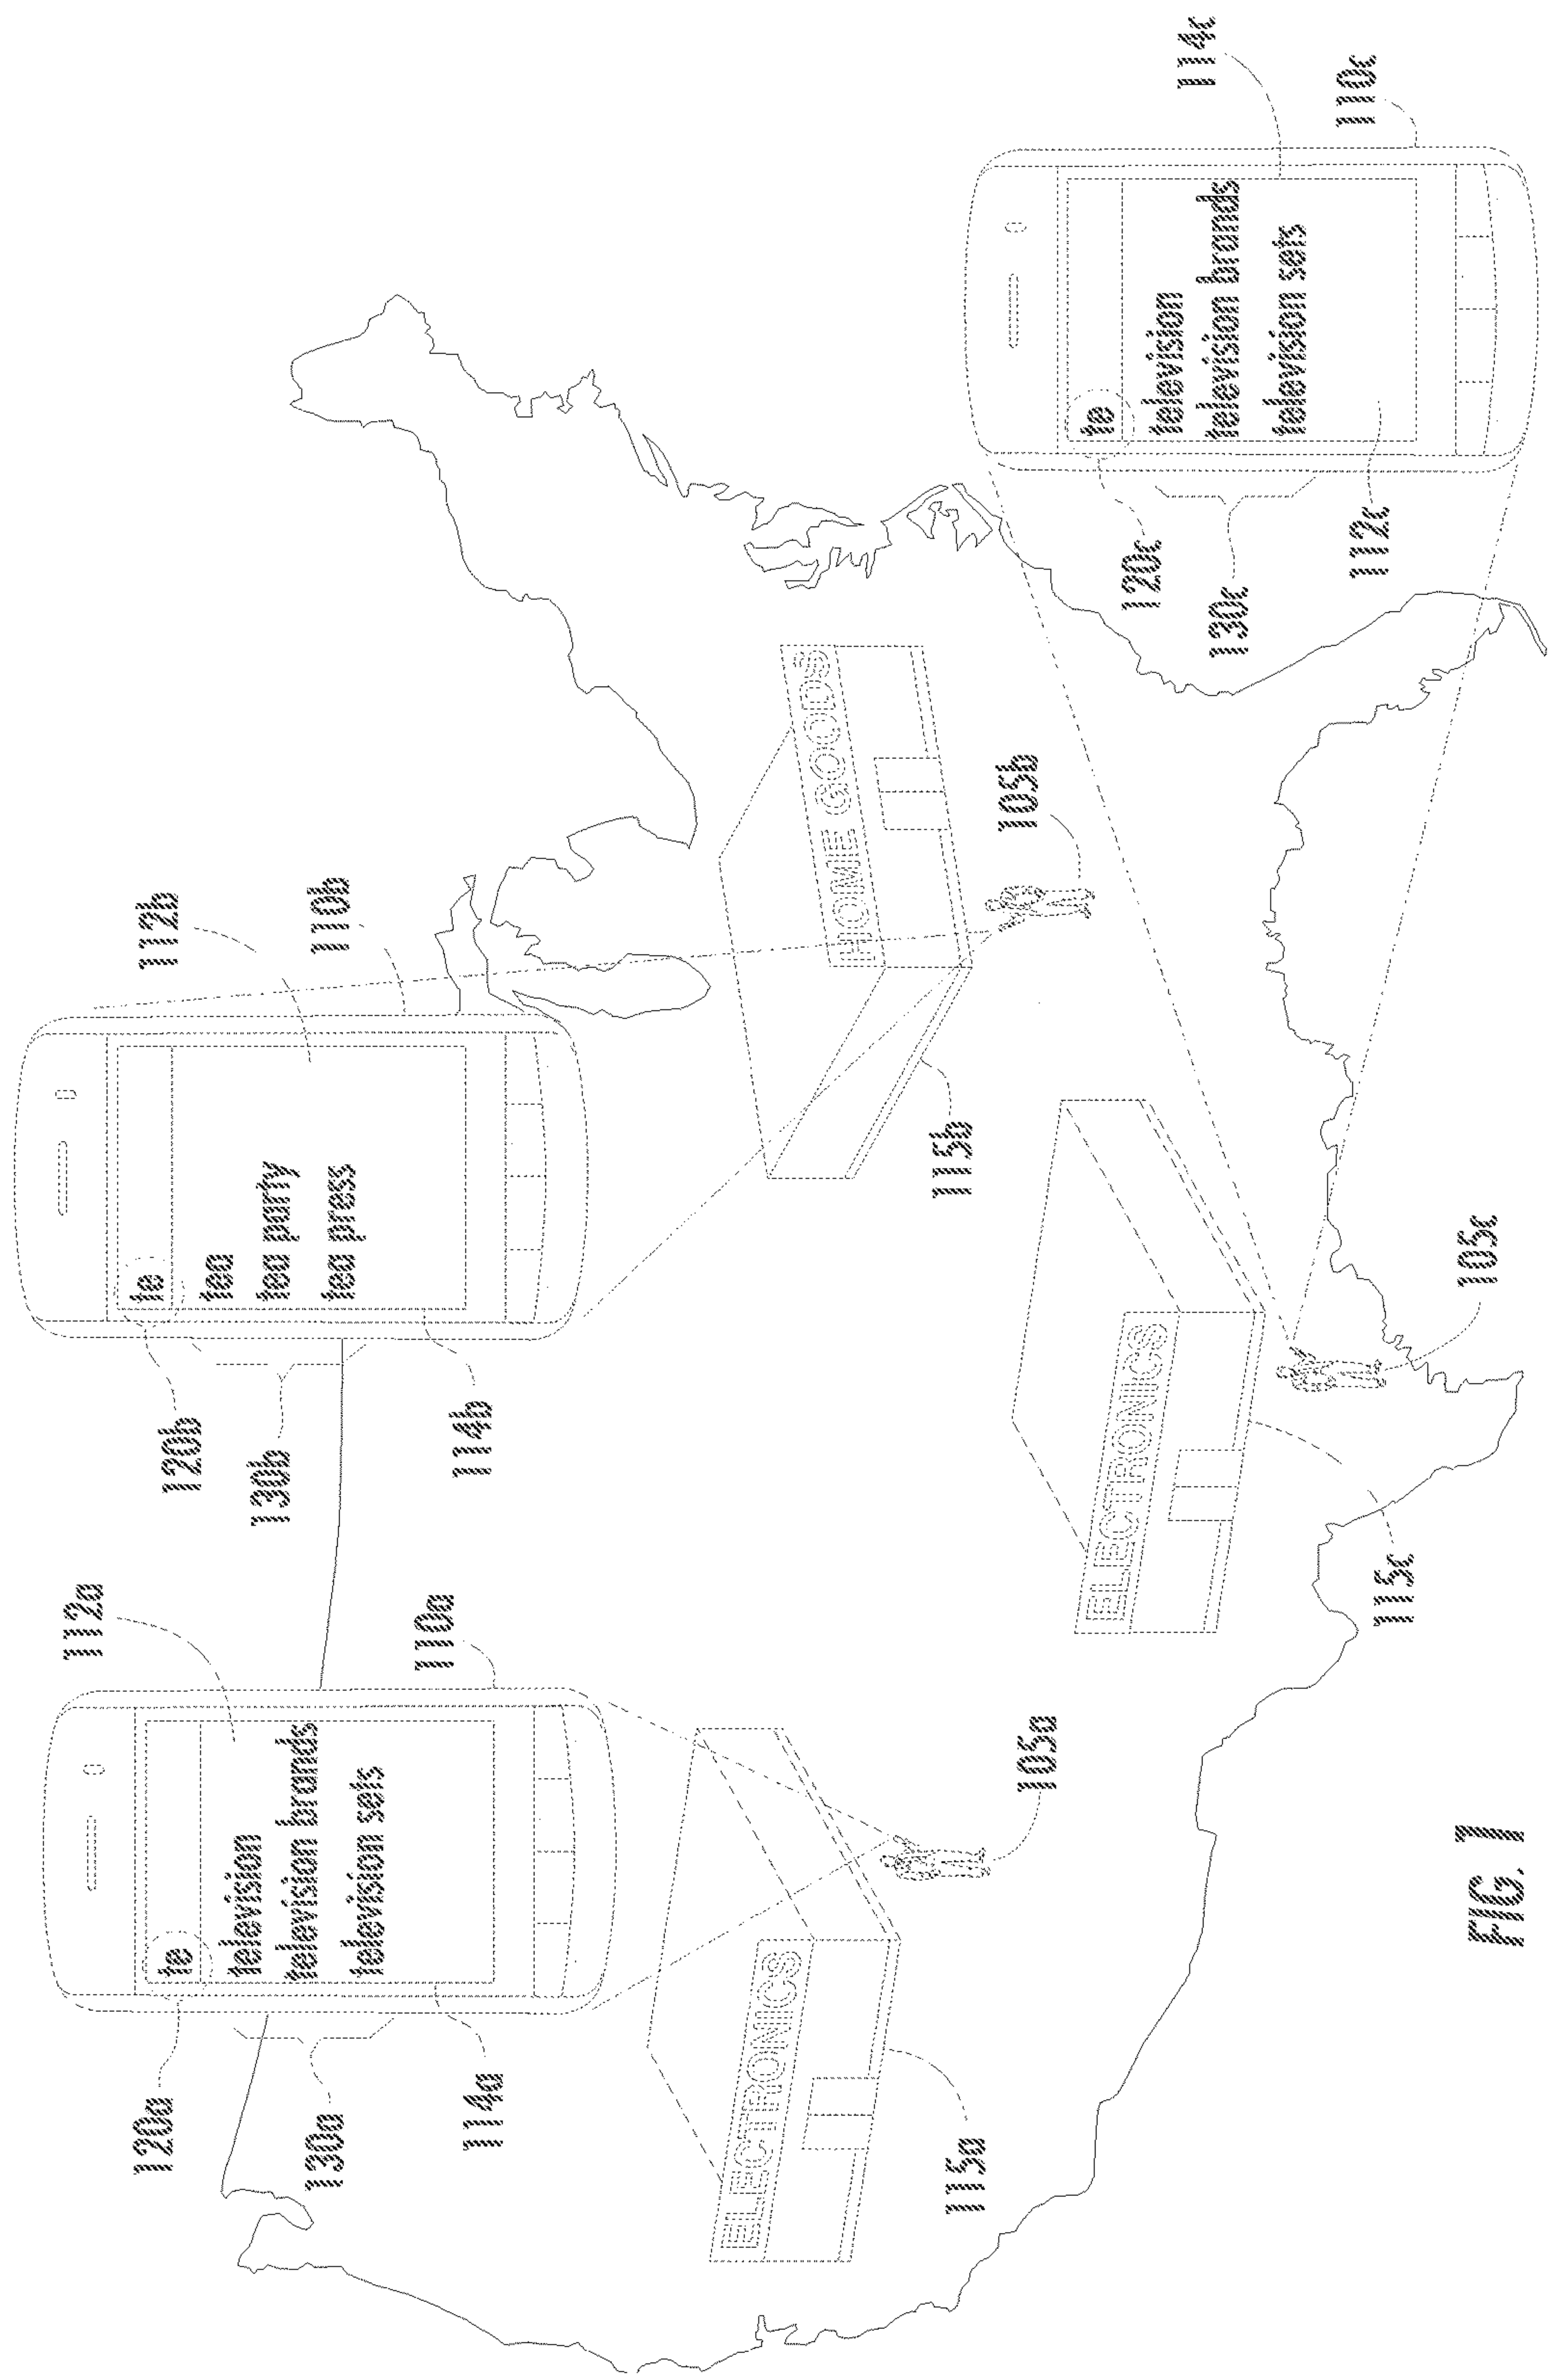 112a
120a
te
television
television brands
television sets
130a
114a
110a
ELECTRONICS
115a
105a
112b
110b
120b
te
tea
tea party
tea press
130b
114b
HOME GOODS
115b
105b
ELECTRONICS
115c
105c
114c
110c
120c
te
television
television brands
television sets
130c
112c
FIG. 1